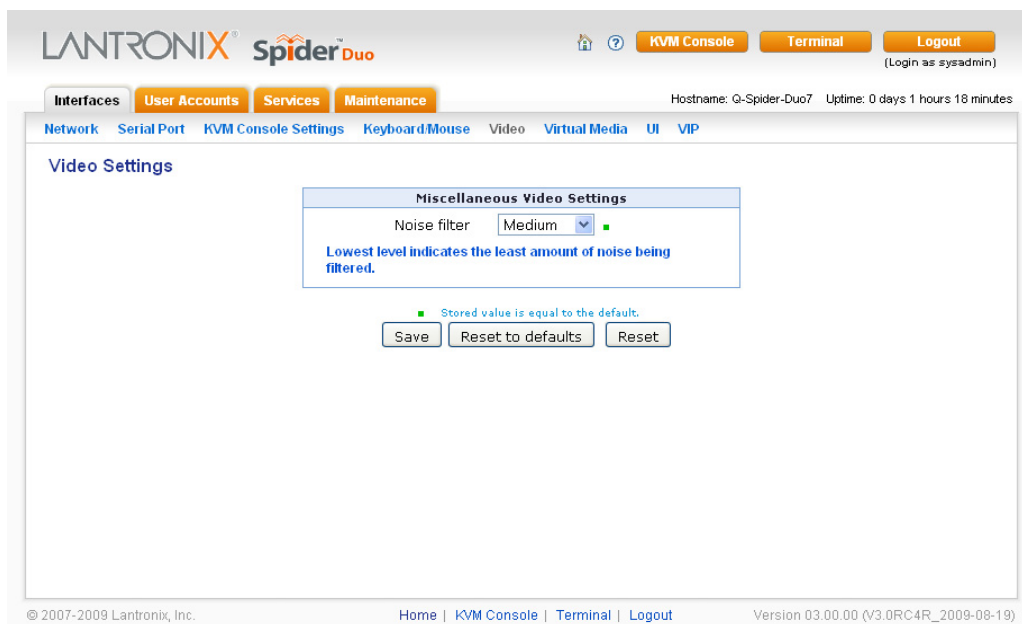 LANTRONIX® Spider™ Duo
KVM Console Terminal Logout
(Login as sysadmin)
Interfaces User Accounts Services Maintenance Hostname: Q-Spider-Duo7 Uptime: 0 days 1 hours 18 minutes
Network Serial Port KVM Console Settings Keyboard/Mouse Video Virtual Media UI VIP
Video Settings
Miscellaneous Video Settings
Noise filter Medium
Lowest level indicates the least amount of noise being
filtered.
Stored value is equal to the default.
Save Reset to defaults Reset
© 2007-2009 Lantronix, Inc. Home | KVM Console | Terminal | Logout Version 03.00.00 (V3.0RC4R_2009-08-19)